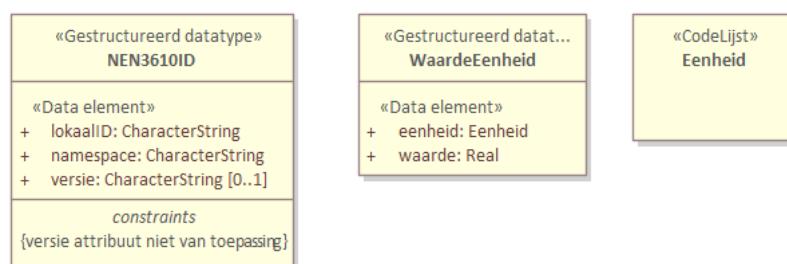 «Gestructureerd datatype»
NEN3610ID
«Data element»
+ lokaalID: CharacterString
+ namespace: CharacterString
+ versie: CharacterString [0..1]
constraints
{versie attribuut niet van toepassing}
«Gestructureerd datat...
WaardeEenheid
«Data element»
+ eenheid: Eenheid
+ waarde: Real
«CodeLijst»
Eenheid